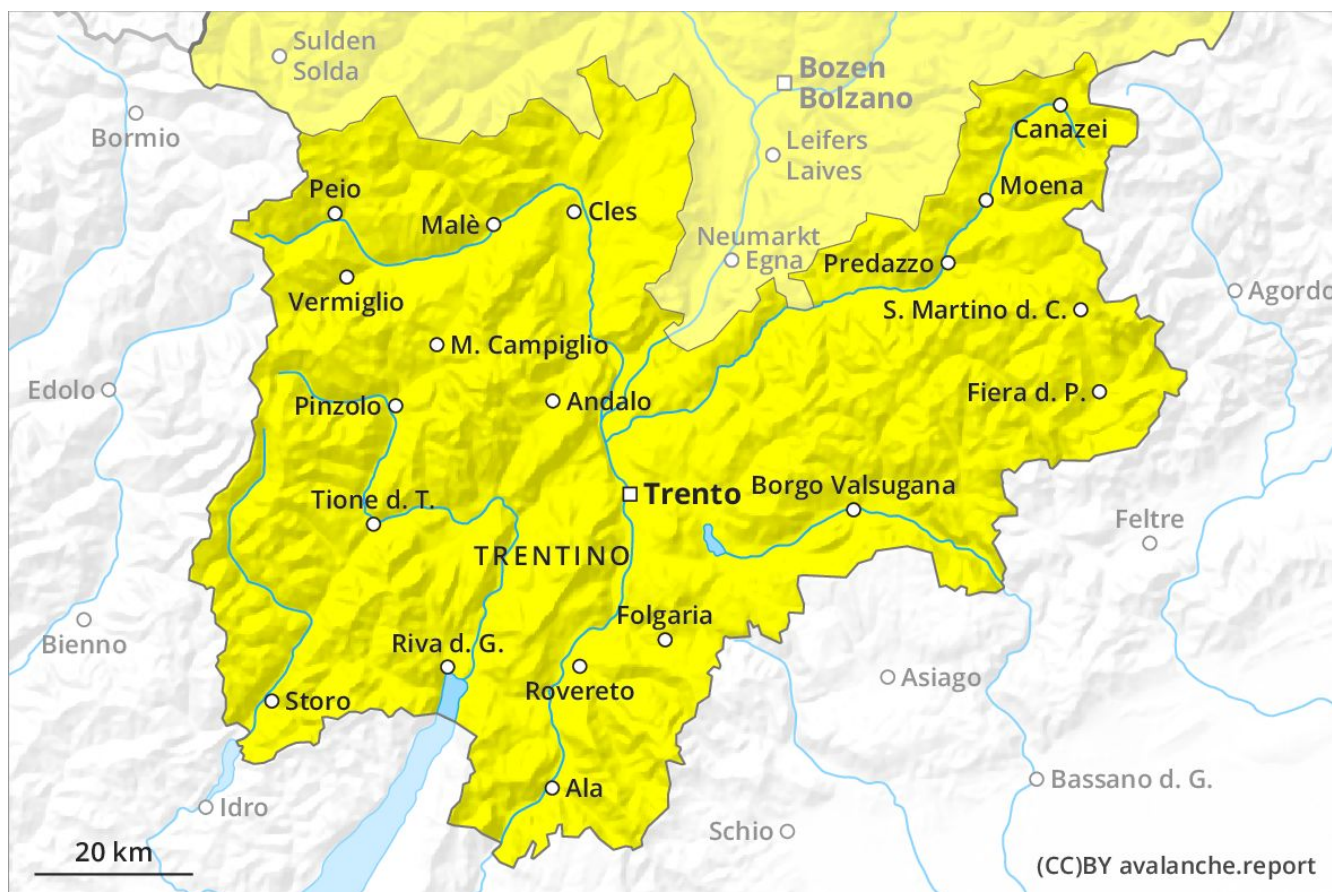 Sulden
Solda
Bozen
Bolzano
Bormio
Canazei
Leifers
Laives
Peio
Moena
Malè
Cles
Neumarkt
Egna
Predazzo
Vermiglio
Agordo
S. Martino d. C.
M. Campiglio
Edolo
Fiera d. P.
Pinzolo
Andalo
Trento
Borgo Valsugana
Tione d. T.
Feltre
TRENTINO
Folgaria
Bienno
Riva d. G.
Asiago
Rovereto
Storo
Bassano d. G.
Ala
Idro
Schio
20 km
(CC)BY avalanche.report